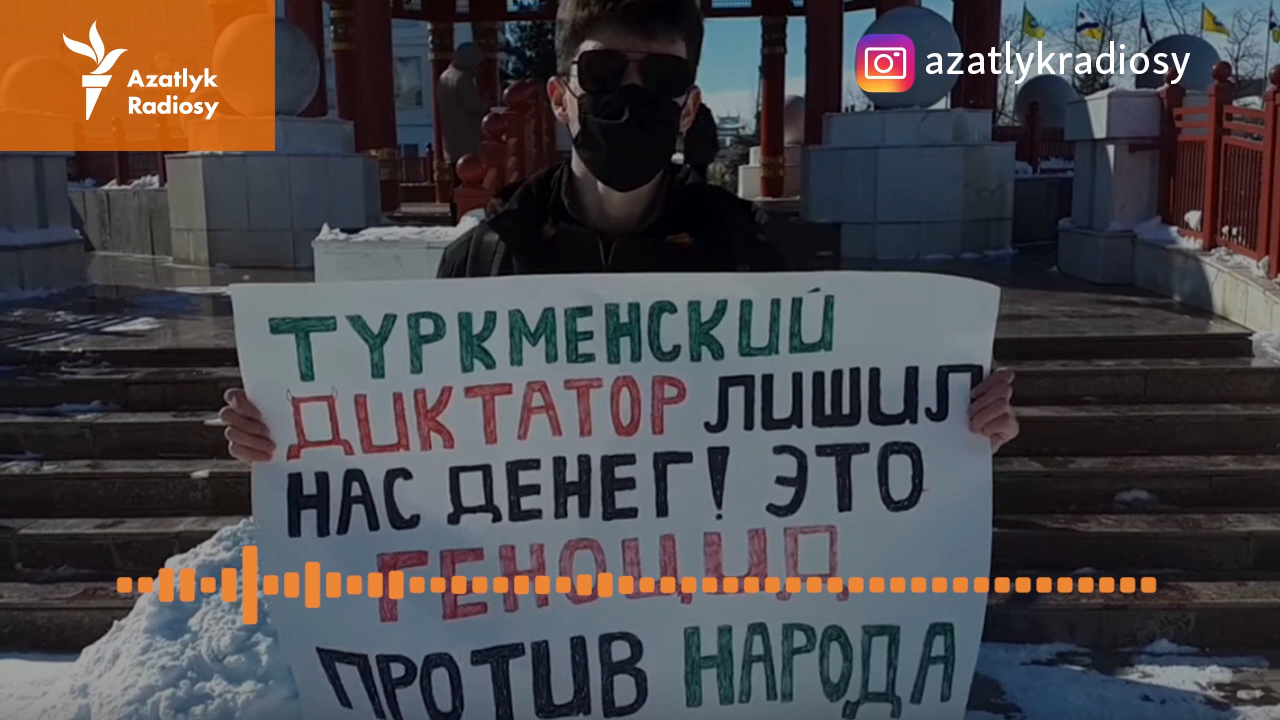 Azatlyk
Radiosy
azatlykradiosy
ТУРКМЕНСКИЙ
ДИКТАТОР ЛИШИЛ
НАС ДЕНЕГ! ЭТО
ГЕНОЦИД
ПРОТИВ НАРОДА